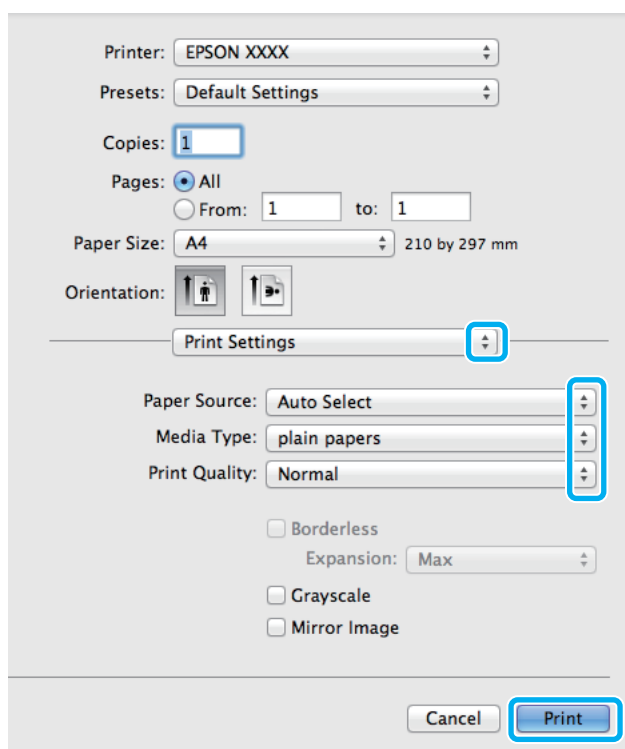 Printer: EPSON XXXX
Presets: Default Settings
Copies: 1
Pages: All
From: 1 to: 1
Paper Size: A4 210 by 297 mm
Orientation:
Print Settings
Paper Source: Auto Select
Media Type: plain papers
Print Quality: Normal
Borderless
Expansion: Max
Grayscale
Mirror Image
Cancel Print